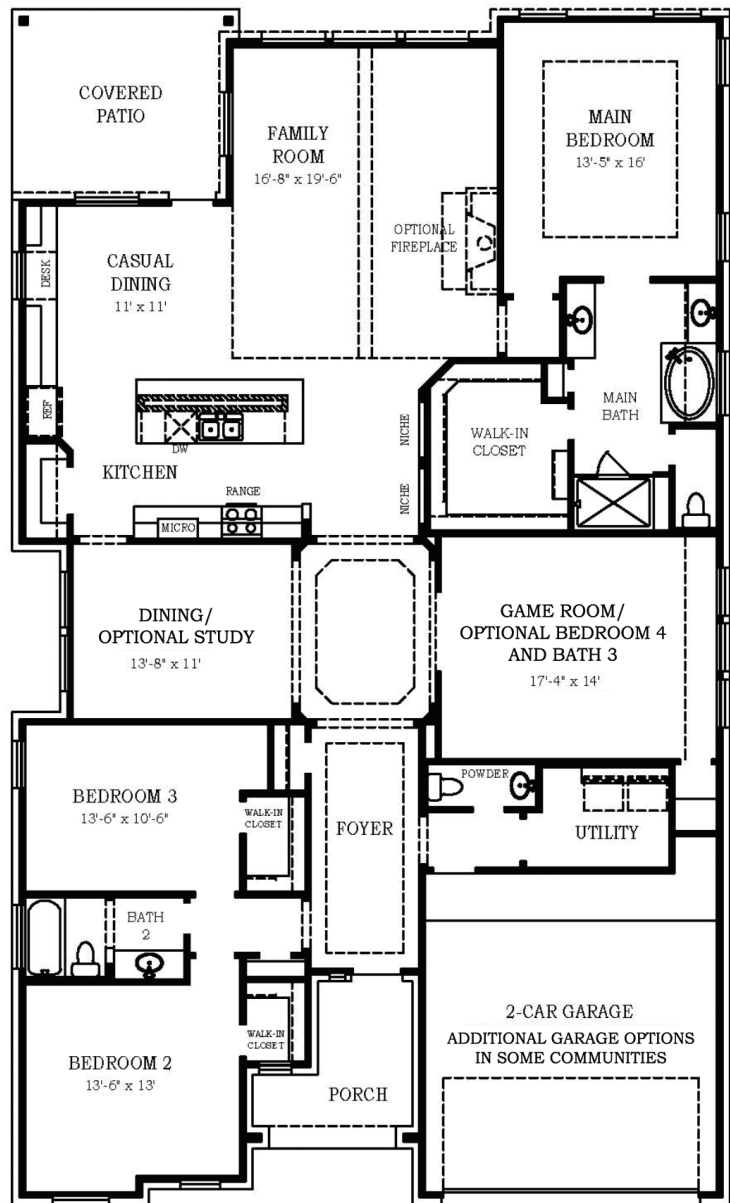 COVERED
PATIO
FAMILY
ROOM
16'-8" x 19'-6"
MAIN
BEDROOM
13'-5" x 16'
OPTIONAL
FIREPLACE
DESK
CASUAL
DINING
11' x 11'
REF
DW
KITCHEN
RANGE
MICRO
NICHE
NICHE
WALK-IN
CLOSET
MAIN
BATH
DINING/
OPTIONAL STUDY
13'-8" x 11'
GAME ROOM/
OPTIONAL BEDROOM 4
AND BATH 3
17'-4" x 14'
BEDROOM 3
13'-6" x 10'-6"
WALK-IN
CLOSET
FOYER
POWDER
UTILITY
BATH
2
BEDROOM 2
13'-6" x 13'
WALK-IN
CLOSET
PORCH
2-CAR GARAGE
ADDITIONAL GARAGE OPTIONS
IN SOME COMMUNITIES